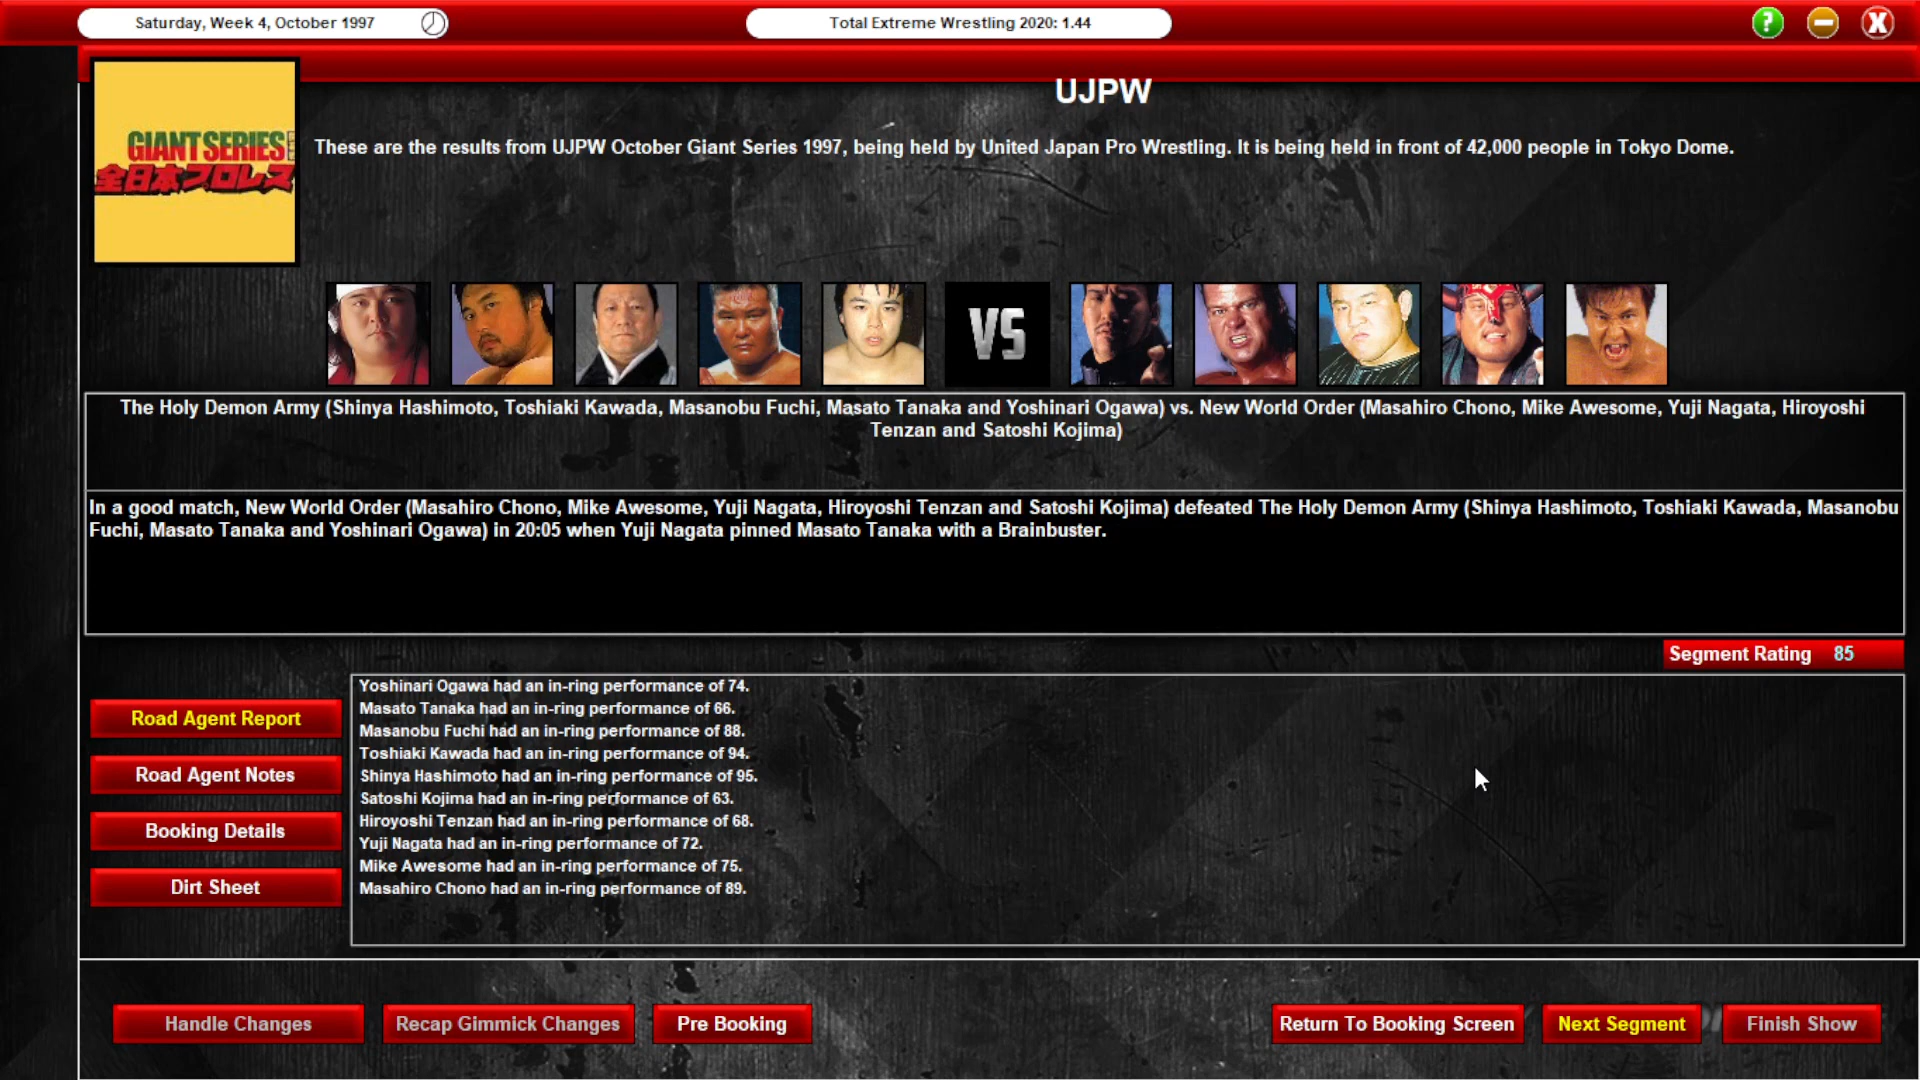 Saturday, Week 4, October 1997
Total Extreme Wrestling 2020: 1.44
?
X
UJPW
GIANT SERIES
全日本プロレス
These are the results from UJPW October Giant Series 1997, being held by United Japan Pro Wrestling. It is being held in front of 42,000 people in Tokyo Dome.
VS
The Holy Demon Army (Shinya Hashimoto, Toshiaki Kawada, Masanobu Fuchi, Masato Tanaka and Yoshinari Ogawa) vs. New World Order (Masahiro Chono, Mike Awesome, Yuji Nagata, Hiroyoshi
Tenzan and Satoshi Kojima)
In a good match, New World Order (Masahiro Chono, Mike Awesome, Yuji Nagata, Hiroyoshi Tenzan and Satoshi Kojima) defeated The Holy Demon Army (Shinya Hashimoto, Toshiaki Kawada, Masanobu
Fuchi, Masato Tanaka and Yoshinari Ogawa) in 20:05 when Yuji Nagata pinned Masato Tanaka with a Brainbuster.
Segment Rating 85
Road Agent Report
Road Agent Notes
Booking Details
Dirt Sheet
Yoshinari Ogawa had an in-ring performance of 74.
Masato Tanaka had an in-ring performance of 66.
Masanobu Fuchi had an in-ring performance of 88.
Toshiaki Kawada had an in-ring performance of 94.
Shinya Hashimoto had an in-ring performance of 95.
Satoshi Kojima had an in-ring performance of 63.
Hiroyoshi Tenzan had an in-ring performance of 68.
Yuji Nagata had an in-ring performance of 72.
Mike Awesome had an in-ring performance of 75.
Masahiro Chono had an in-ring performance of 89.
Handle Changes
Recap Gimmick Changes
Pre Booking
Return To Booking Screen
Next Segment
Finish Show